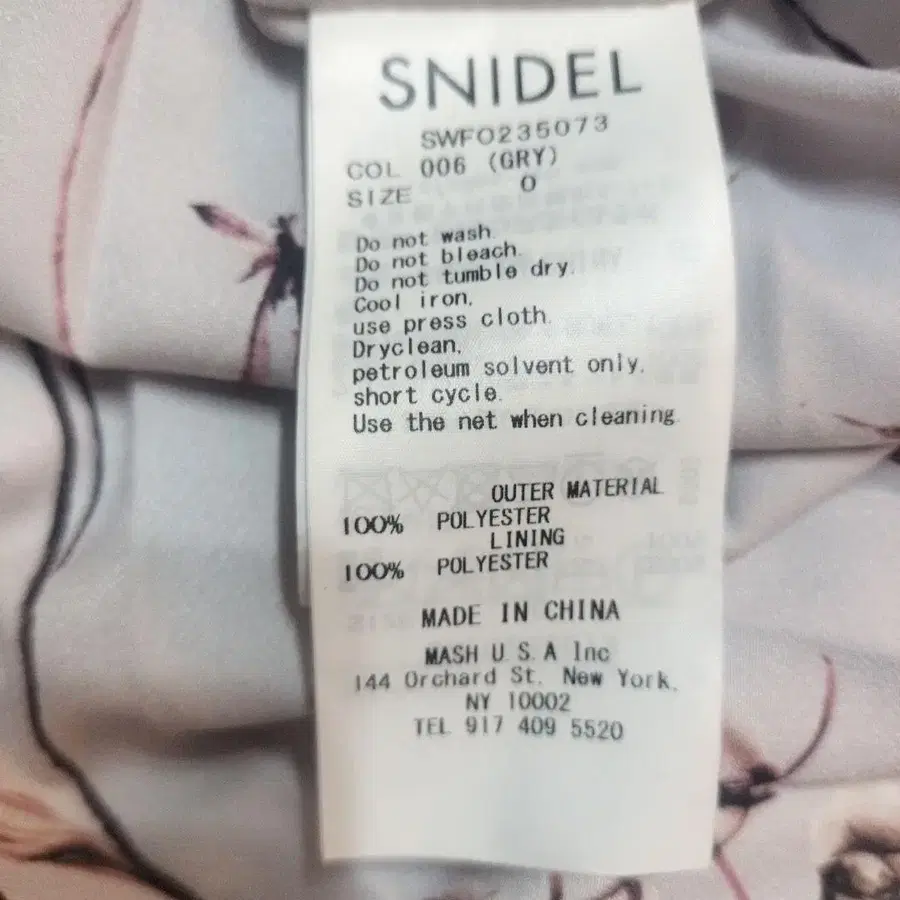 SNIDEL
SWFO235073
COL 006 (GRY)
SIZE 0
Do not wash.
Do not bleach.
Do not tumble dry.
Cool iron,
use press cloth.
Dryclean,
petroleum solvent only,
short cycle.
Use the net when cleaning.
OUTER MATERIAL
100% POLYESTER
LINING
100% POLYESTER
MADE IN CHINA
MASH U.S.A Inc
144 Orchard St. New York,
NY 10002
TEL 917 409 5520